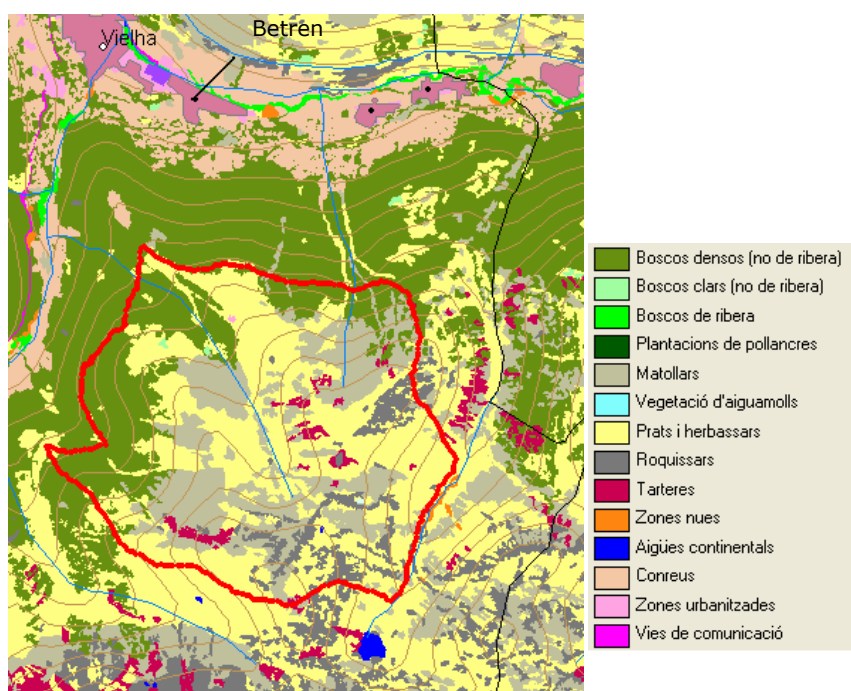 Betren
Vielha
Boscos densos (no de ribera)
Boscos clars (no de ribera)
Boscos de ribera
Plantacions de pollancres
Matollars
Vegetació d'aiguamolls
Prats i herbassars
Roquissars
Tarteres
Zones nues
Aigües continentals
Conreus
Zones urbanitzades
Vies de comunicació